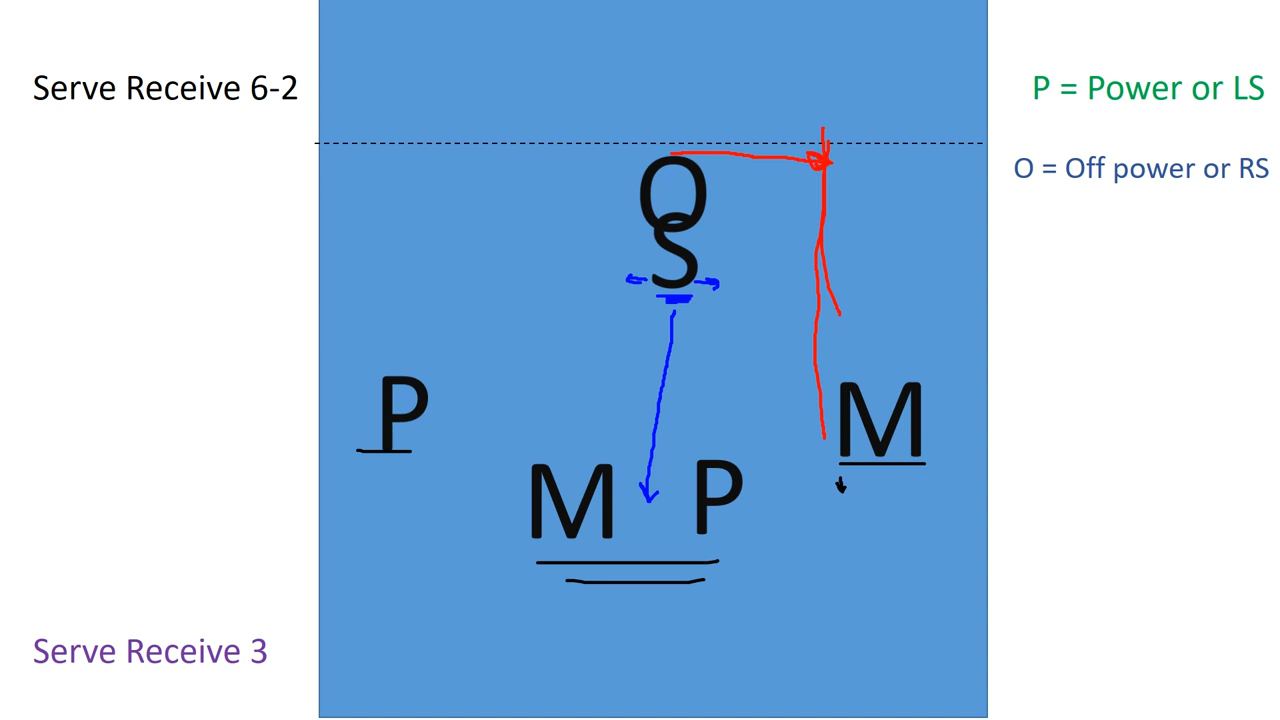 Serve Receive 6-2
P = Power or LS
O = Off power or RS
O
S
P
M
M P
Serve Receive 3